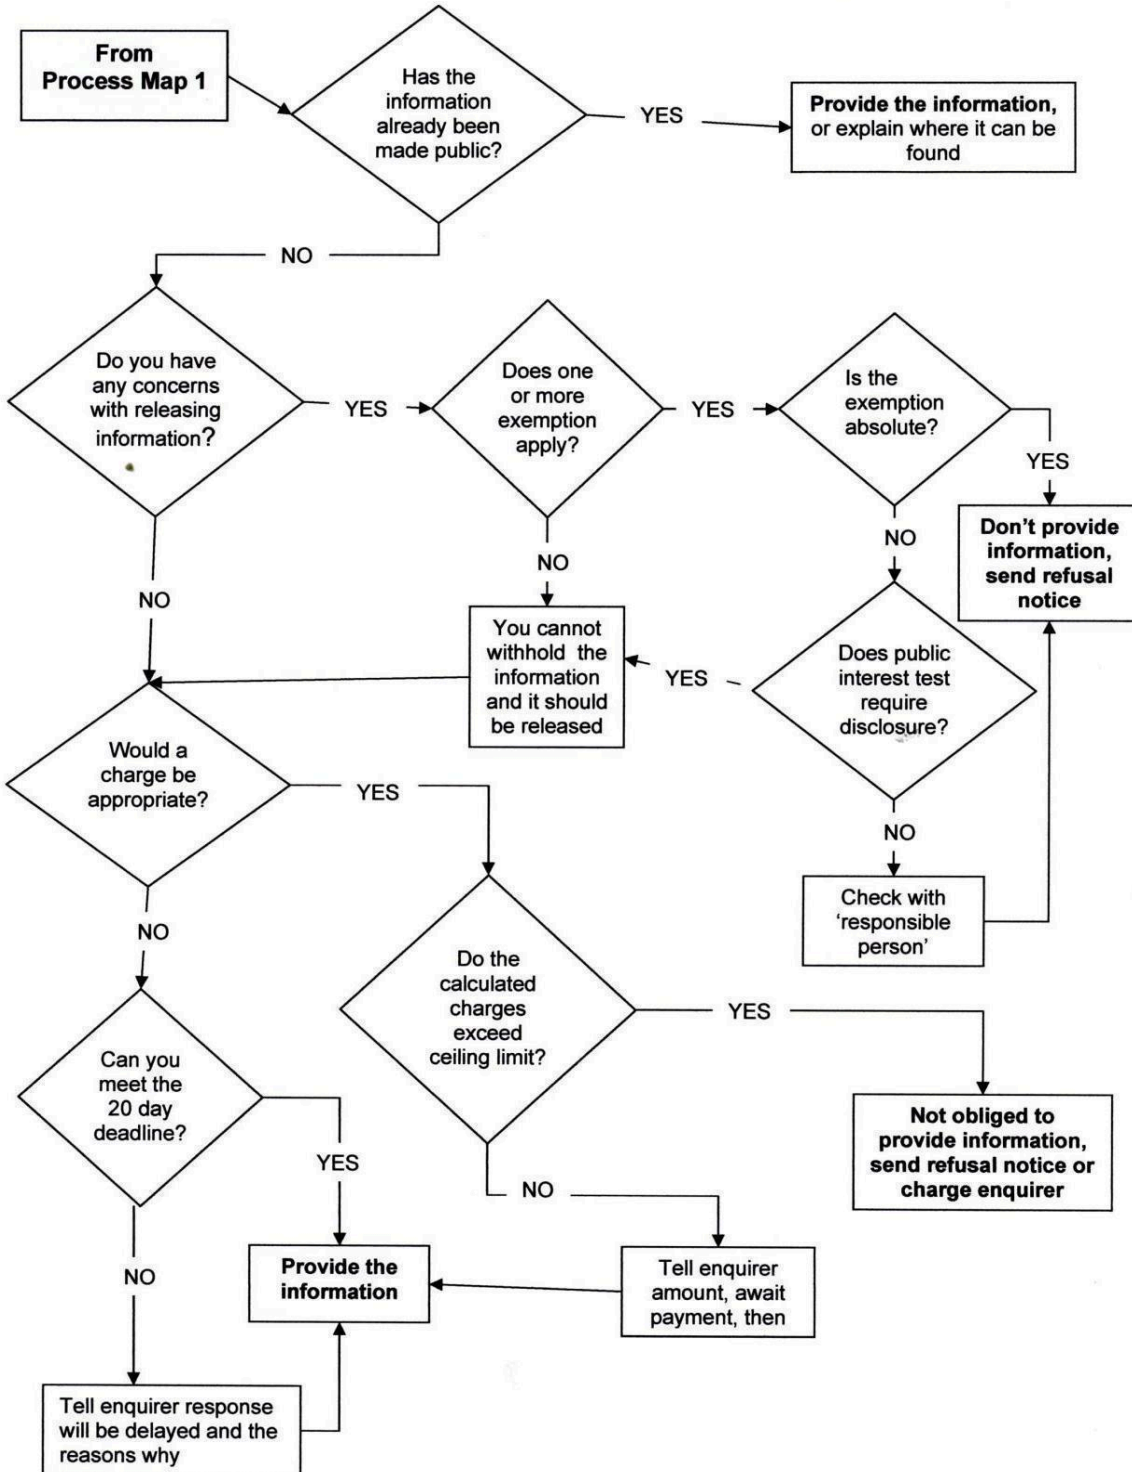 From
Process Map 1
Has the
information
already been
made public?
YES
Provide the information,
or explain where it can be
found
NO
Do you have
any concerns
with releasing
information?
YES
Does one
or more
exemption
apply?
YES
Is the
exemption
absolute?
YES
Don't provide
information,
send refusal
notice
NO
NO
NO
You cannot
withhold the
information
and it should
be released
YES
Does public
interest test
require
disclosure?
Would a
charge be
appropriate?
YES
NO
Check with
‘responsible
person’
NO
Do the
calculated
charges
exceed
ceiling limit?
YES
Can you
meet the
20 day
deadline?
YES
Not obliged to
provide information,
send refusal notice or
charge enquirer
NO
NO
Provide the
information
Tell enquirer
amount, await
payment, then
Tell enquirer response
will be delayed and the
reasons why